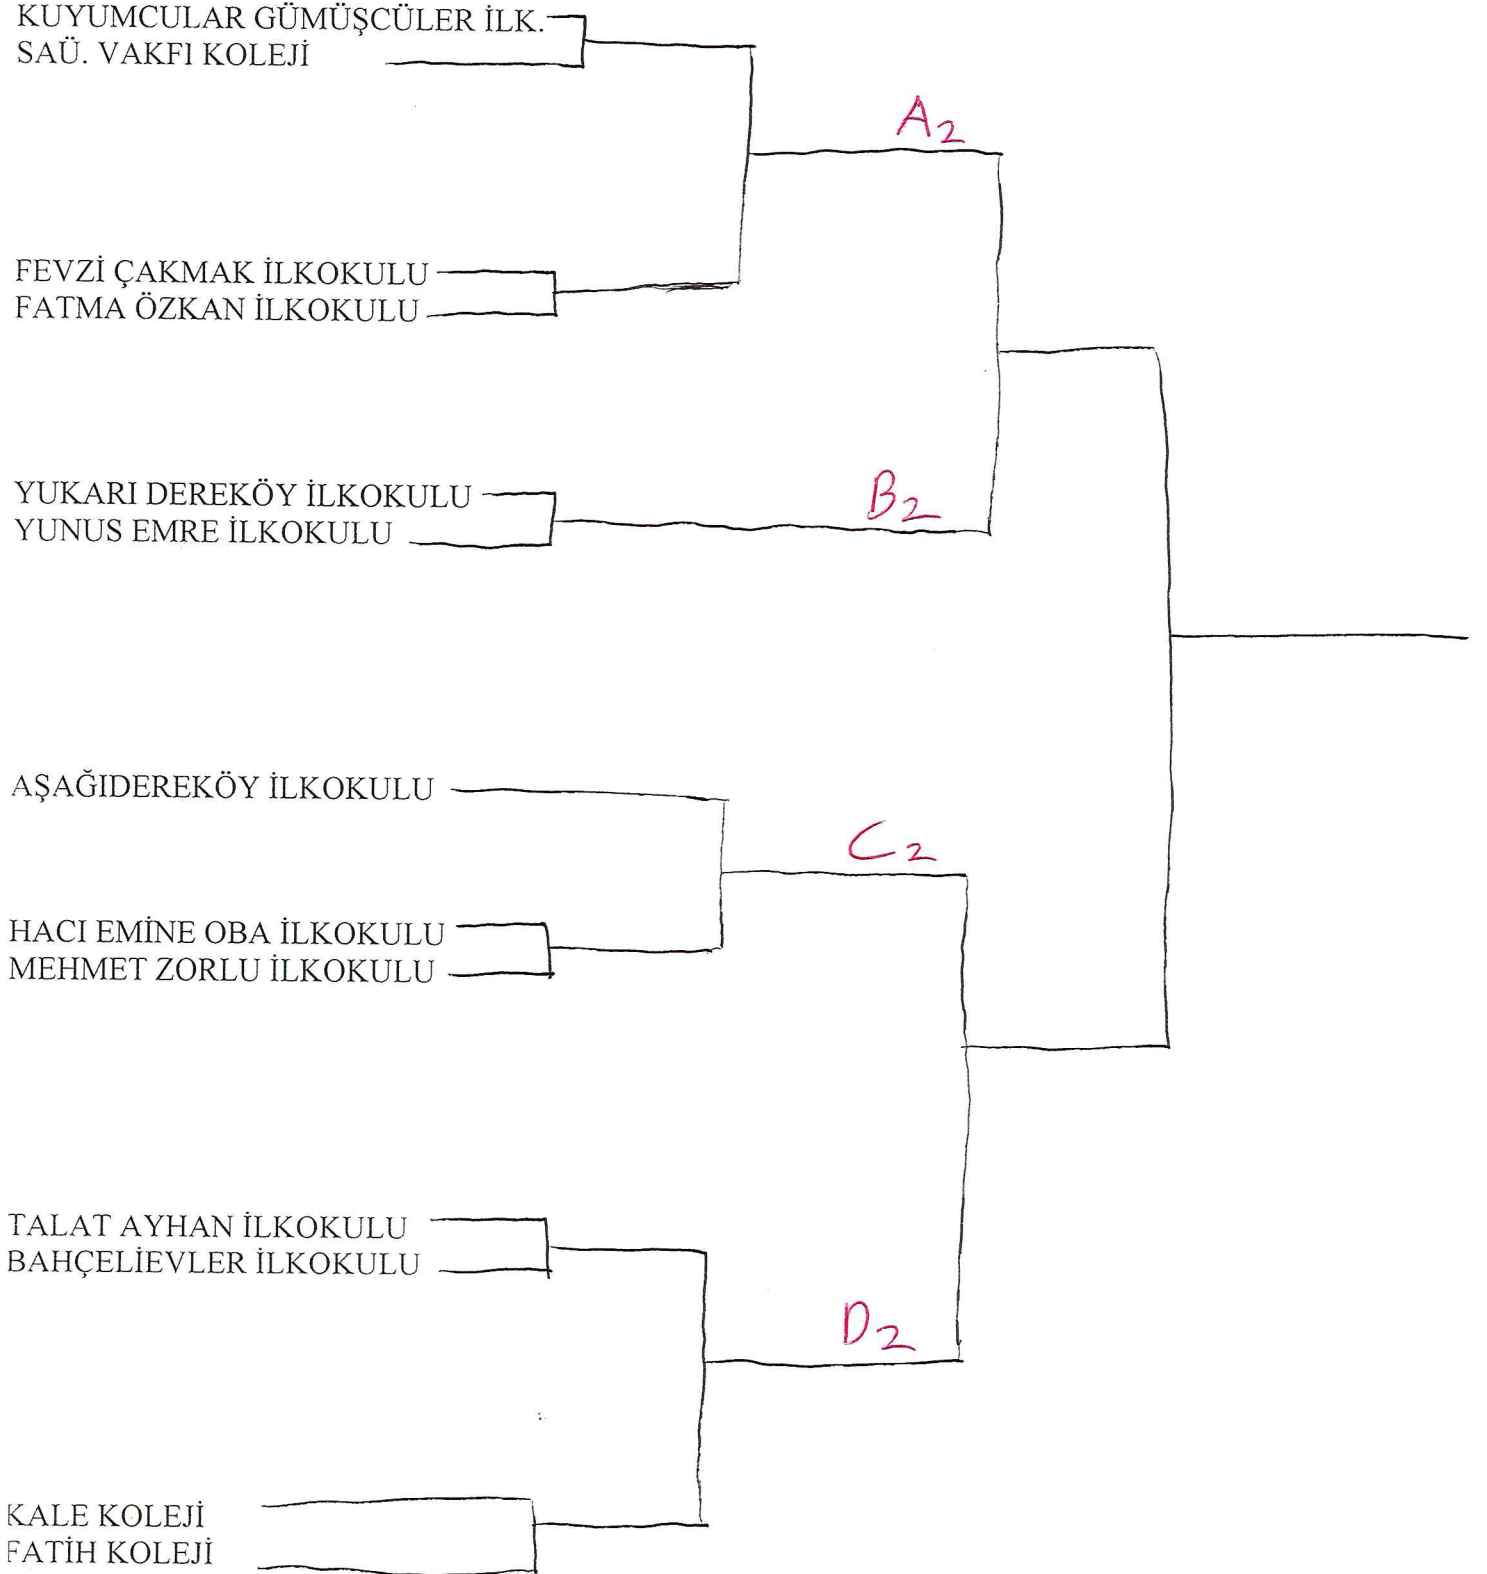 KUYUMCULAR GÜMÜŞCÜLER İLK.
SAÜ. VAKFI KOLEJİ
A2
FEVZİ ÇAKMAK İLKOKULU
FATMA ÖZKAN İLKOKULU
YUKARI DEREKÖY İLKOKULU
YUNUS EMRE İLKOKULU
B2
AŞAĞIDEREKÖY İLKOKULU
C2
HACI EMİNE OBA İLKOKULU
MEHMET ZORLU İLKOKULU
TALAT AYHAN İLKOKULU
BAHÇELİEVLER İLKOKULU
D2
KALE KOLEJİ
FATİH KOLEJİ